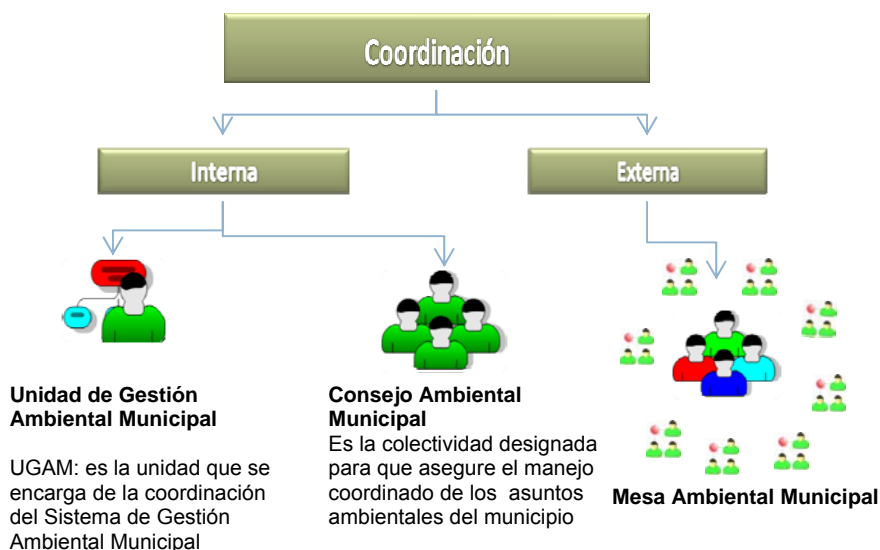 Coordinación
Interna
Externa
Unidad de Gestión
Ambiental Municipal
UGAM: es la unidad que se
encarga de la coordinación
del Sistema de Gestión
Ambiental Municipal
Consejo Ambiental
Municipal
Es la colectividad designada
para que asegure el manejo
coordinado de los asuntos
ambientales del municipio
Mesa Ambiental Municipal